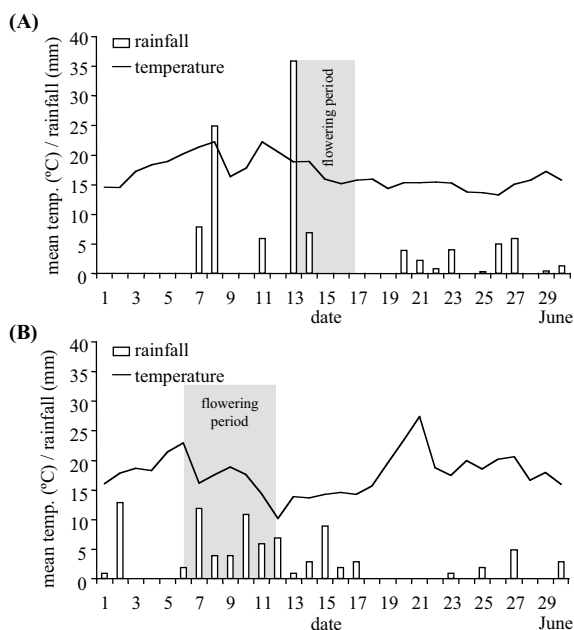 (A)
rainfall
temperature
flowering period
mean temp. (ºC) / rainfall (mm)
40
35
30
25
20
15
10
5
0
1 3 5 7 9 11 13 15 17 19 21 23 25 27 29
date
June
(B)
rainfall
temperature
flowering
period
mean temp. (ºC) / rainfall (mm)
40
35
30
25
20
15
10
5
0
1 3 5 7 9 11 13 15 17 19 21 23 25 27 29
date
June